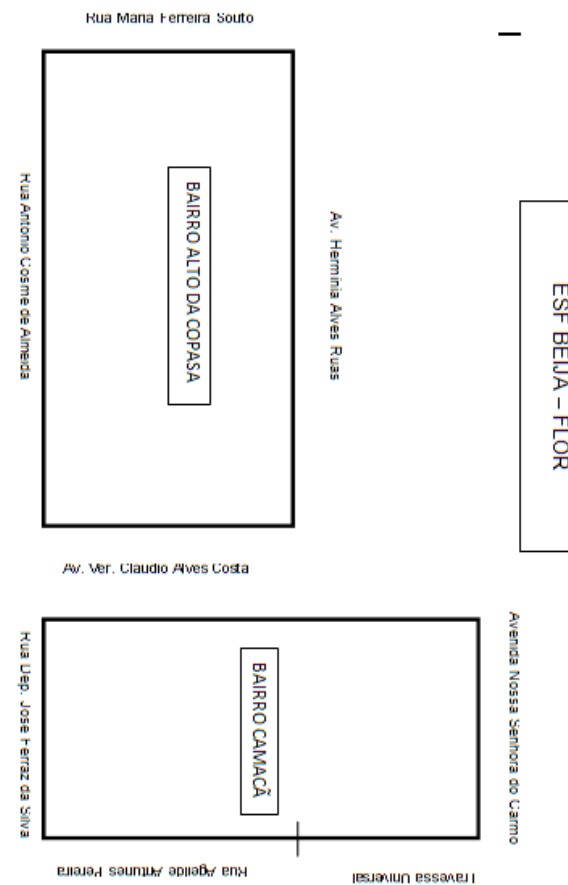 Rua Maria Ferreira Souto
Rua Antonio Cosme de Almeida
BAIRRO ALTO DA COPASA
Av. Herminia Alves Ruas
ESF BEIJA – FLOR
Av. Ver. Claudio Alves Costa
Rua Dep. Jose Ferraz da Silva
BAIRRO CAMACÃ
Avenida Nossa Senhora do Carmo
Rua Agelide Antunes Pereira
Travessa Universal